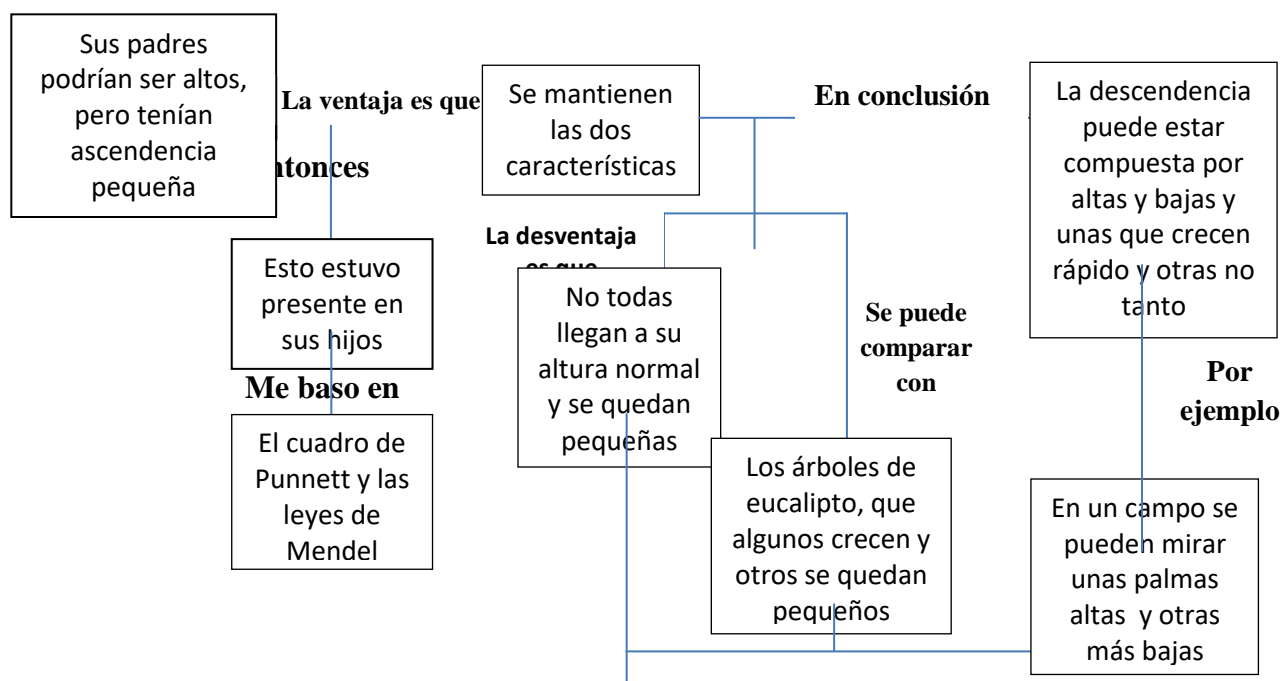 Sus padres
podrían ser altos,
pero tenían
ascendencia
pequeña
La ventaja es que
ntonces
Se mantienen
las dos
características
En conclusión
La descendencia
puede estar
compuesta por
altas y bajas y
unas que crecen
rápido y otras no
tanto
Esto estuvo
presente en
sus hijos
La desventaja
es que
No todas
llegan a su
altura normal
y se quedan
pequeñas
Se puede
comparar
con
Por
ejemplo
Me baso en
El cuadro de
Punnett y las
leyes de
Mendel
Los árboles de
eucalipto, que
algunos crecen y
otros se quedan
pequeños
En un campo se
pueden mirar
unas palmas
altas y otras
más bajas